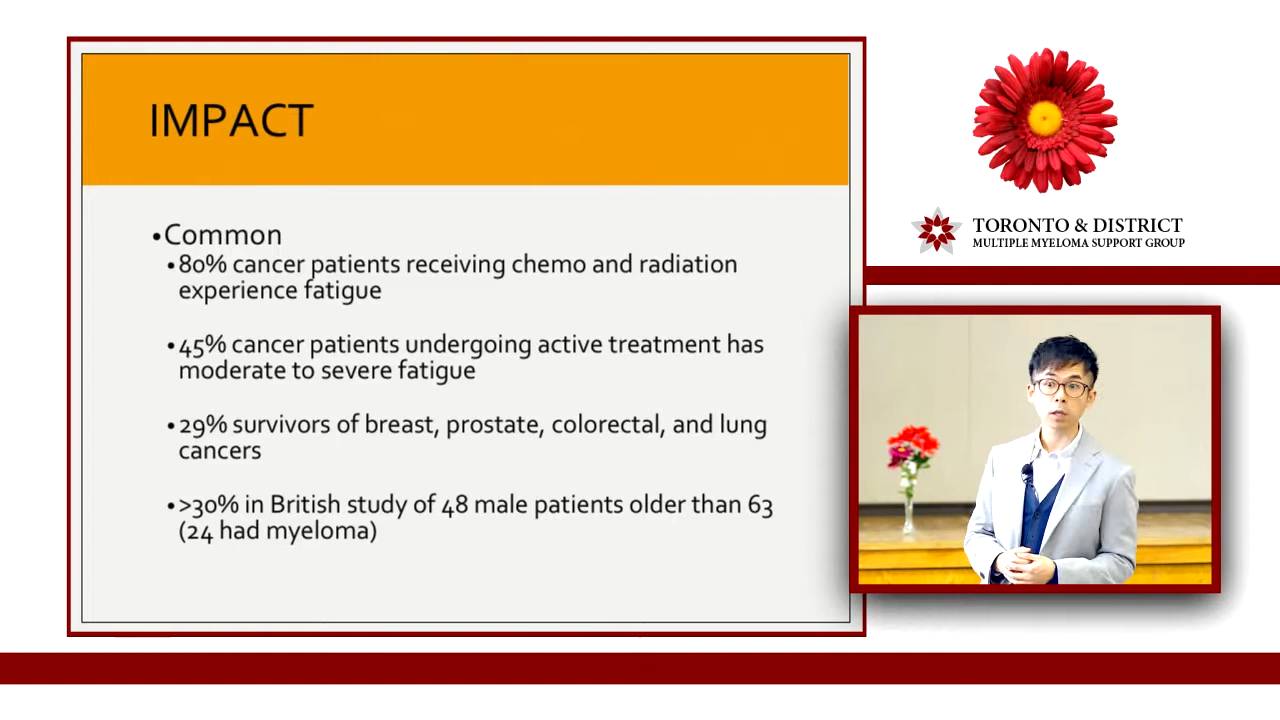 IMPACT
•Common
•80% cancer patients receiving chemo and radiation
experience fatigue
•45% cancer patients undergoing active treatment has
moderate to severe fatigue
•29% survivors of breast, prostate, colorectal, and lung
cancers
•>30% in British study of 48 male patients older than 63
(24 had myeloma)
TORONTO & DISTRICT
MULTIPLE MYELOMA SUPPORT GROUP